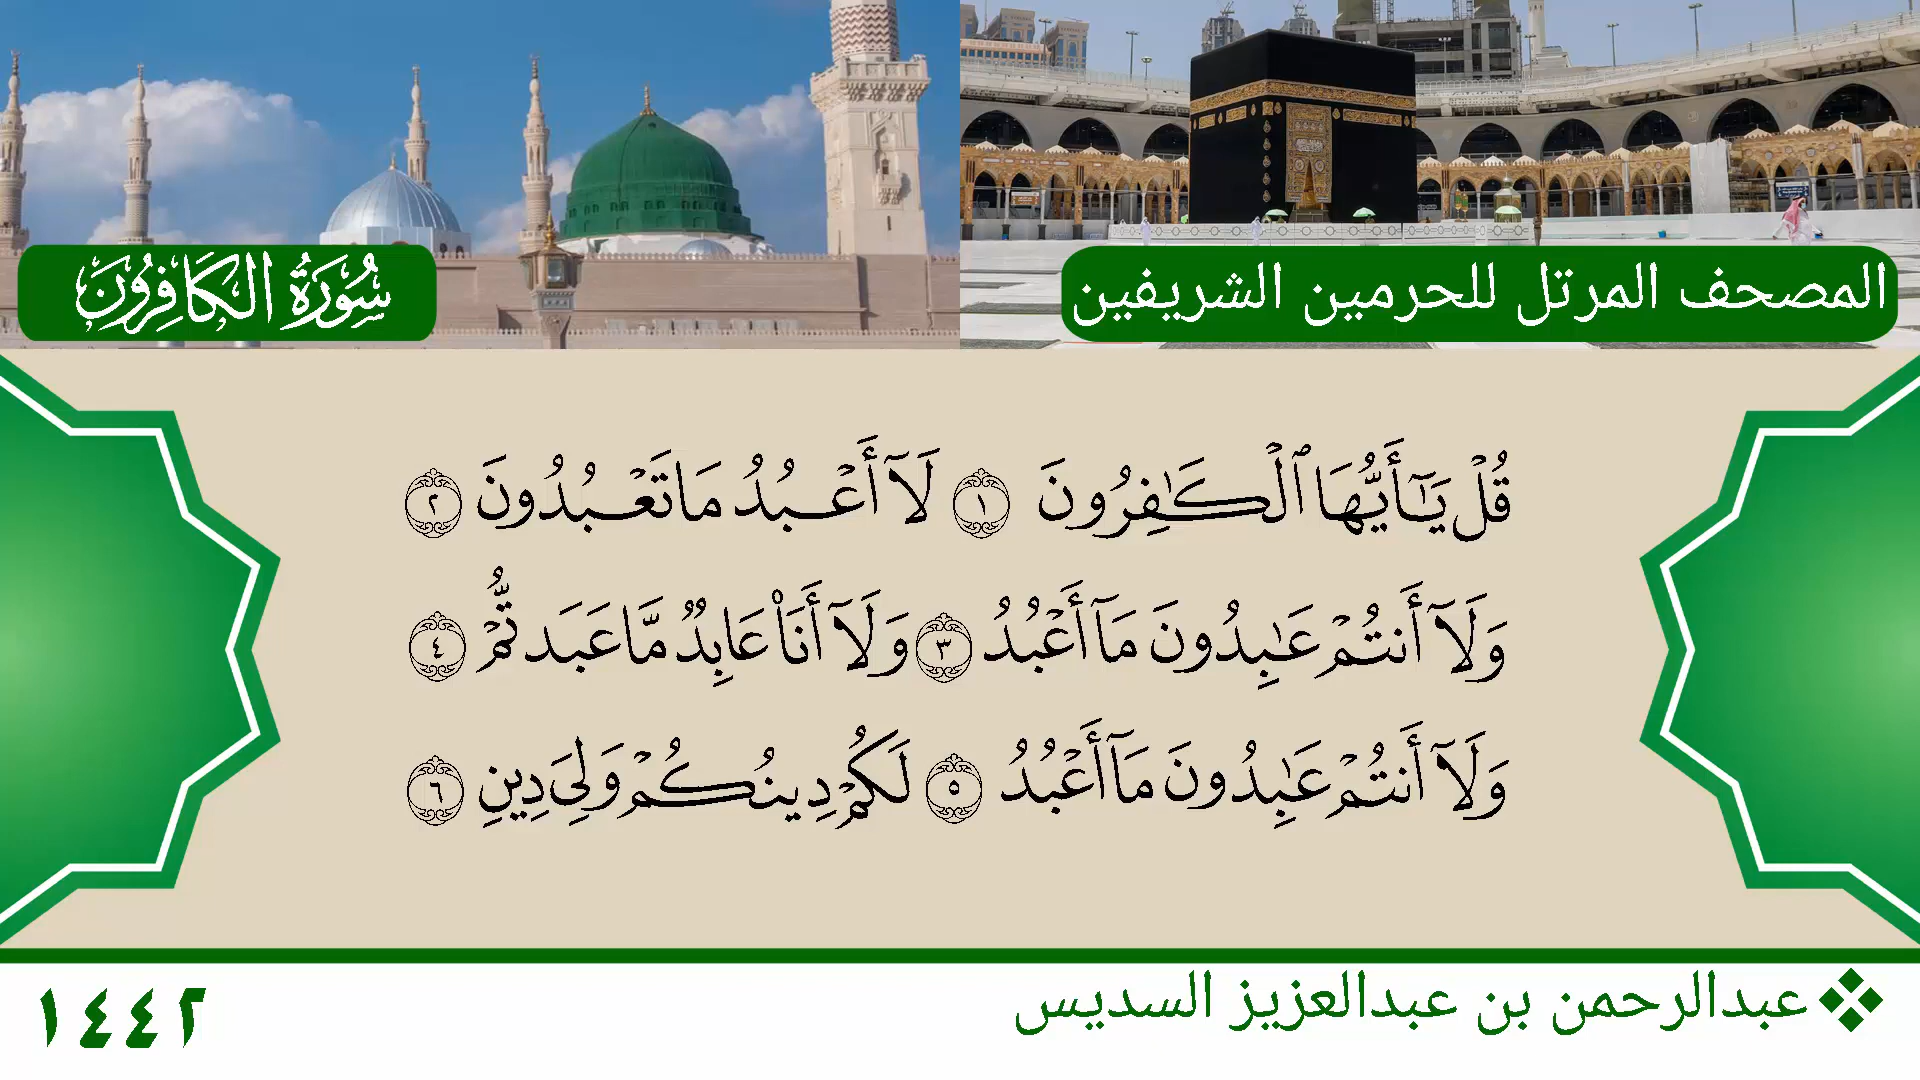 المصحف المرتل للحرمين الشريفين
سُورَةُ الكَافِرُونَ
قُلْ يَـٰٓأَيُّهَا ٱلْكَـٰفِرُونَ ١ لَآ أَعْبُدُ مَا تَعْبُدُونَ ٢
وَلَآ أَنتُمْ عَـٰبِدُونَ مَآ أَعْبُدُ ٣ وَلَآ أَنَا۠ عَابِدٌ مَّا عَبَدتُّمْ ٤
وَلَآ أَنتُمْ عَـٰبِدُونَ مَآ أَعْبُدُ ٥ لَكُمْ دِينُكُمْ وَلِىَ دِينِ ٦
عبدالرحمن بن عبدالعزيز السديس
١٤٤٢